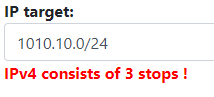 IP target:
1010.10.0/24
IPv4 consists of 3 stops !